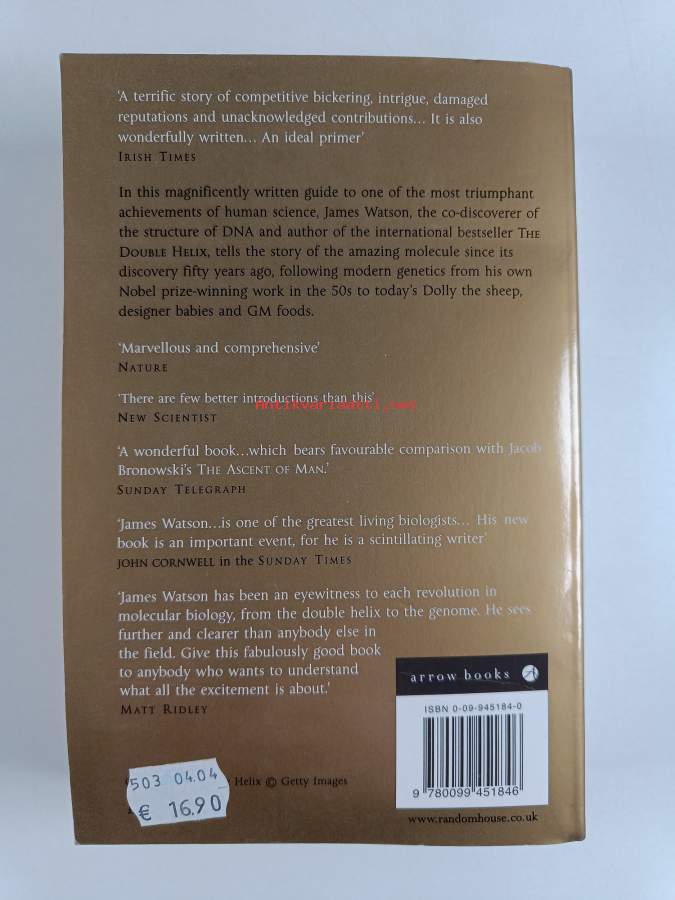 ‘A terrific story of competitive bickering, intrigue, damaged
reputations and unacknowledged contributions... It is also
wonderfully written... An ideal primer’
IRISH TIMES
In this magnificently written guide to one of the most triumphant
achievements of human science, James Watson, the co-discoverer of
the structure of DNA and author of the international bestseller THE
DOUBLE HELIX, tells the story of the amazing molecule since its
discovery fifty years ago, following modern genetics from his own
Nobel prize-winning work in the 50s to today's Dolly the sheep,
designer babies and GM foods.
‘Marvellous and comprehensive’
NATURE
‘There are few better introductions than this’
Antikvariaatti.net
NEW SCIENTIST
‘A wonderful book...which bears favourable comparison with Jacob
Bronowski's THE ASCENT OF MAN.’
SUNDAY TELEGRAPH
‘James Watson...is one of the greatest living biologists... His new
book is an important event, for he is a scintillating writer’
JOHN CORNWELL in the SUNDAY TIMES
‘James Watson has been an eyewitness to each revolution in
molecular biology, from the double helix to the genome. He sees
further and clearer than anybody else in
the field. Give this fabulously good book
to anybody who wants to understand
what all the excitement is about.’
MATT RIDLEY
arrow books
ISBN 0-09-945184-0
9 780099 451846
www.randomhouse.co.uk
Helix © Getty Images
503 04.04
€ 16.90